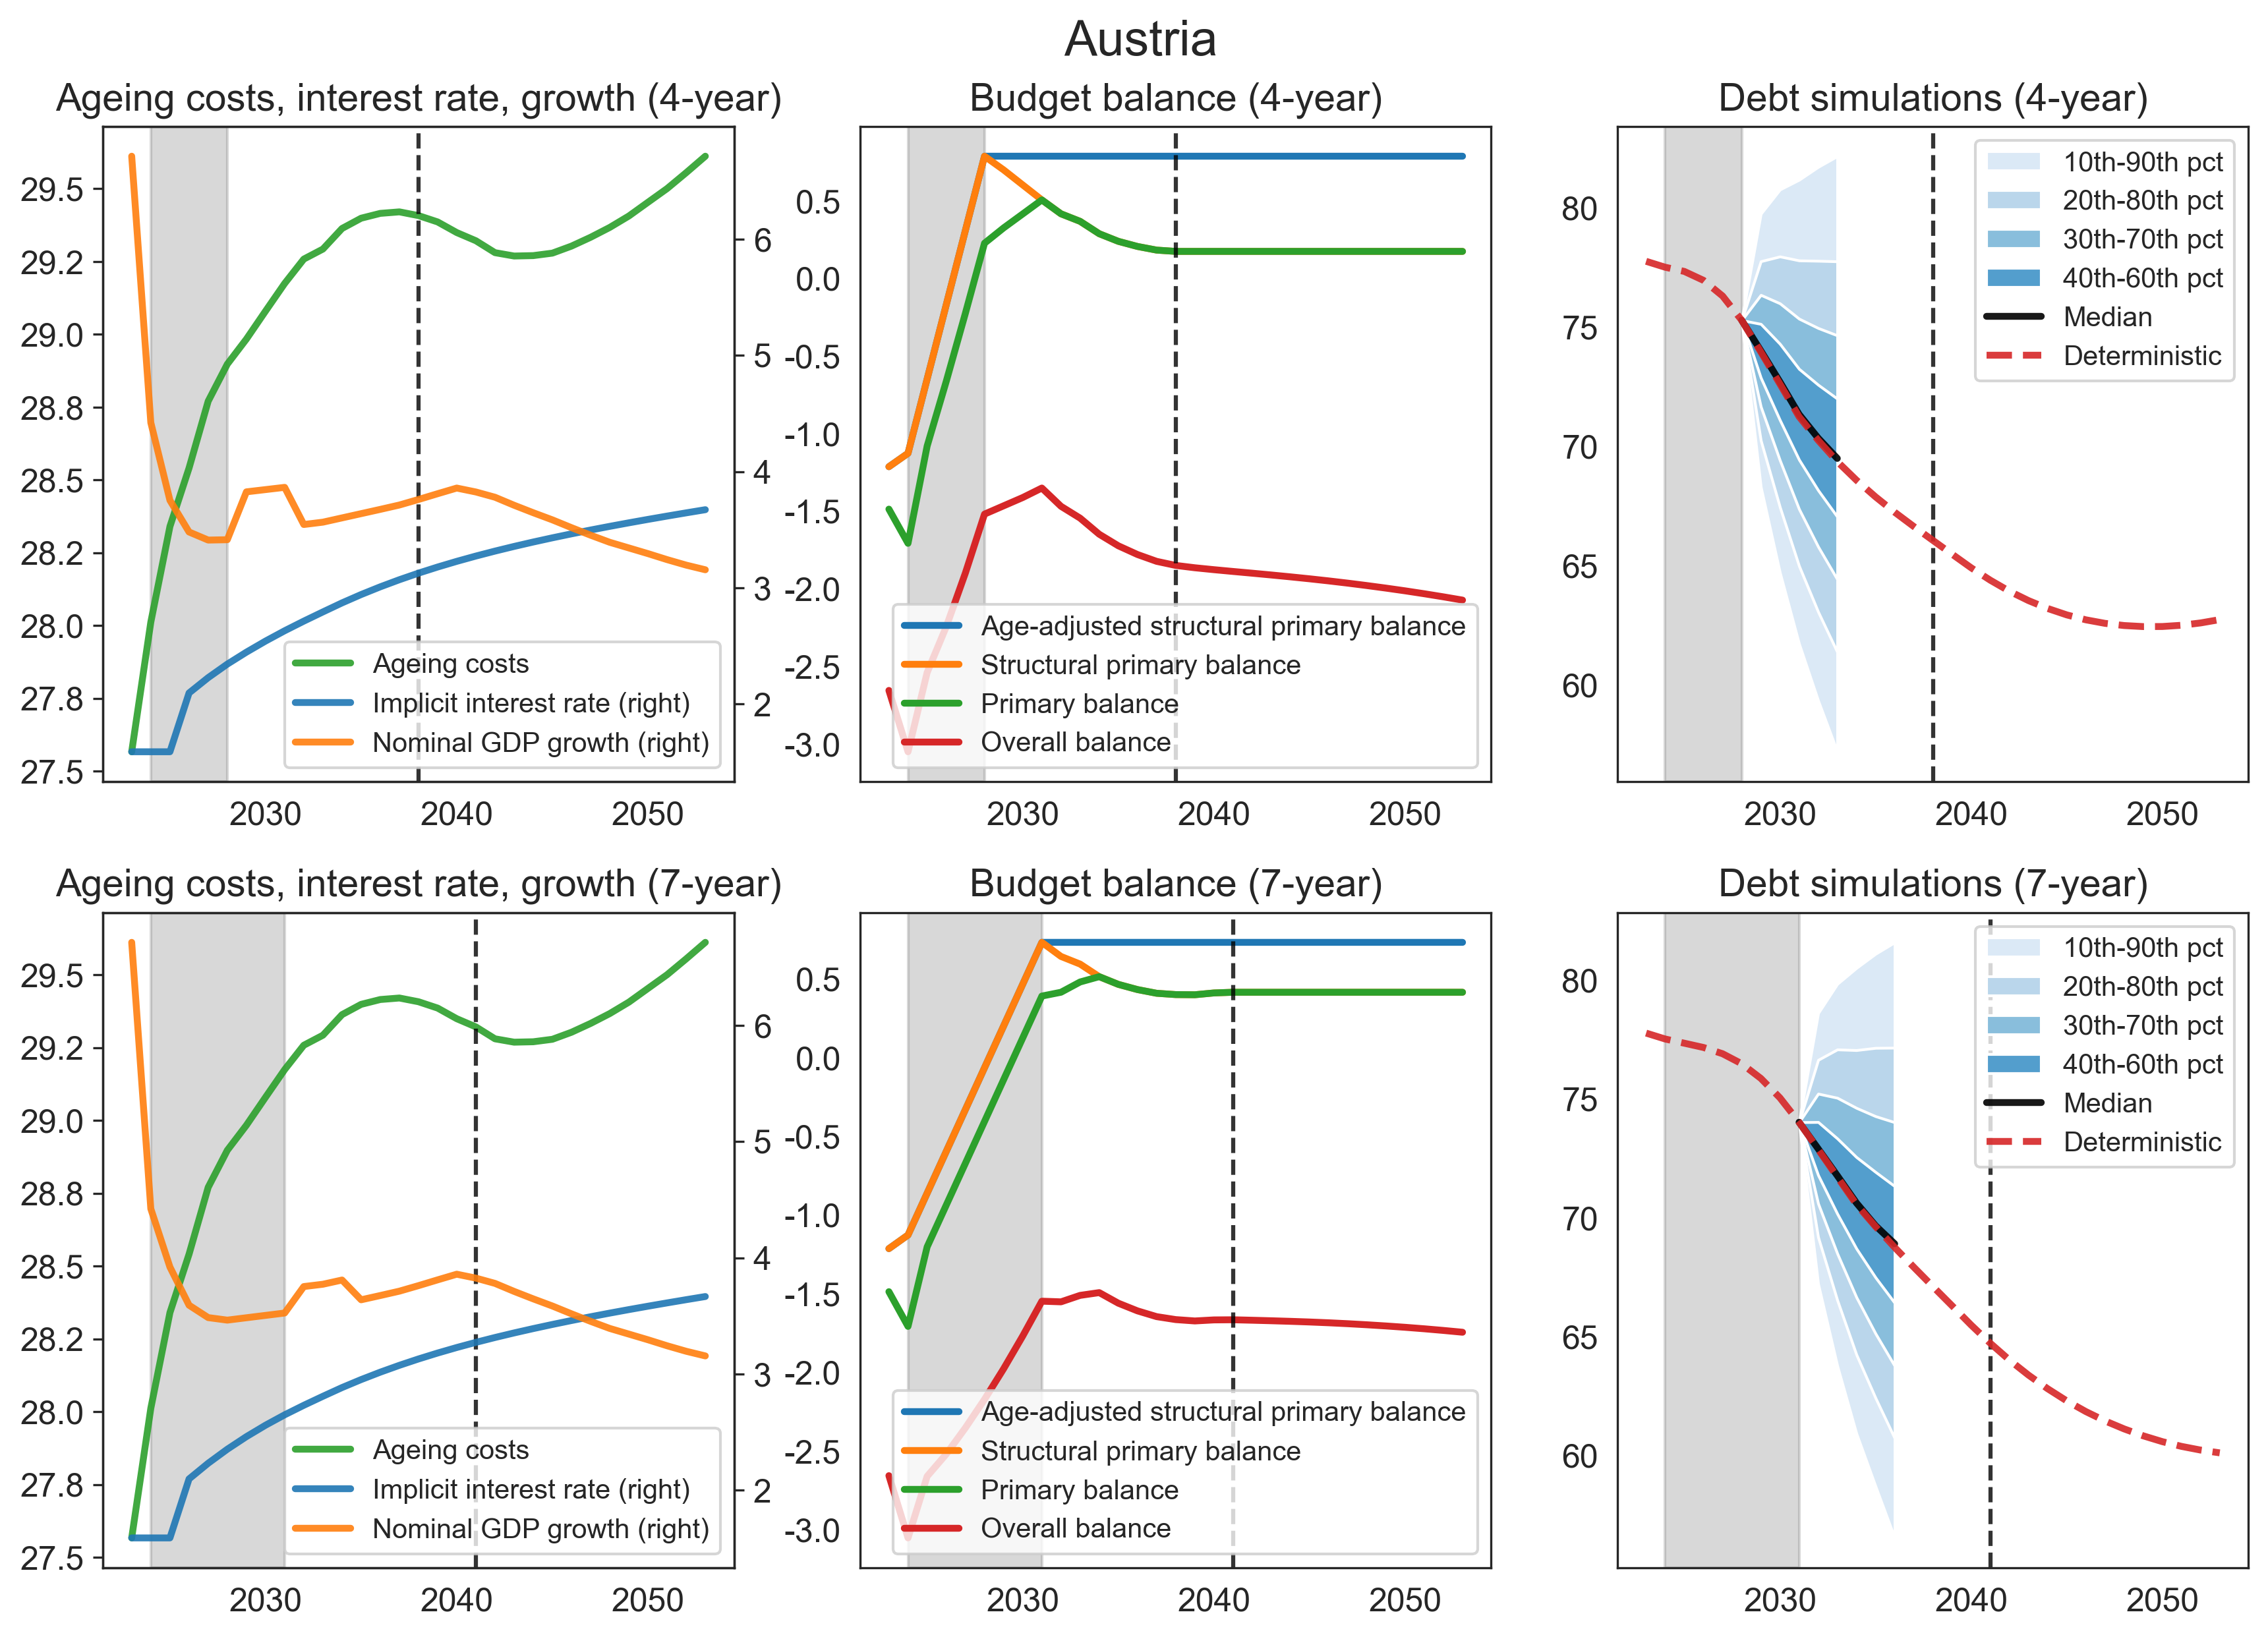 Austria
Ageing costs, interest rate, growth (4-year)
29.5
29.2
29.0
28.8
28.5
28.2
28.0
27.8
27.5
6
5
4
3
2
2030
2040
2050
Ageing costs
Implicit interest rate (right)
Nominal GDP growth (right)
Budget balance (4-year)
0.5
0.0
-0.5
-1.0
-1.5
-2.0
-2.5
-3.0
2030
2040
2050
Age-adjusted structural primary balance
Structural primary balance
Primary balance
Overall balance
Debt simulations (4-year)
80
75
70
65
60
2030
2040
2050
10th-90th pct
20th-80th pct
30th-70th pct
40th-60th pct
Median
Deterministic
Ageing costs, interest rate, growth (7-year)
29.5
29.2
29.0
28.8
28.5
28.2
28.0
27.8
27.5
6
5
4
3
2
2030
2040
2050
Ageing costs
Implicit interest rate (right)
Nominal GDP growth (right)
Budget balance (7-year)
0.5
0.0
-0.5
-1.0
-1.5
-2.0
-2.5
-3.0
2030
2040
2050
Age-adjusted structural primary balance
Structural primary balance
Primary balance
Overall balance
Debt simulations (7-year)
80
75
70
65
60
2030
2040
2050
10th-90th pct
20th-80th pct
30th-70th pct
40th-60th pct
Median
Deterministic